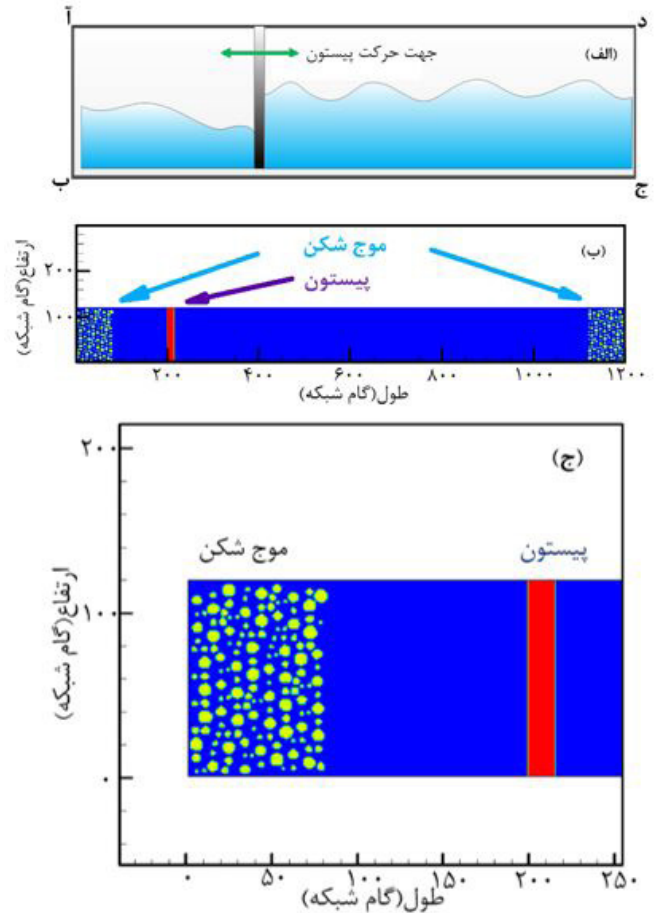 آ
د
(الف)
جهت حرکت پیستون
ب
ج
(ب)
موج شکن
پیستون
ارتفاع(گام شبکه)
۲۰۰
۱۰۰
۲۰۰ ۴۰۰ ۶۰۰ ۸۰۰ ۱۰۰۰ ۱۲۰۰
طول(گام شبکه)
(ج)
۲۰۰
موج شکن
پیستون
ارتفاع(گام شبکه)
۱۰۰
۰
۰ ۵۰ ۱۰۰ ۱۵۰ ۲۰۰ ۲۵۰
طول(گام شبکه)